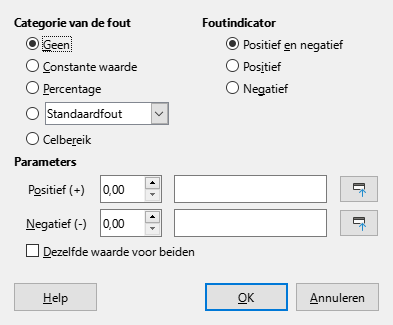 Categorie van de fout
Foutindicator
Geen
Positief en negatief
Constante waarde
Positief
Percentage
Negatief
Standaardfout
Celbereik
Parameters
Positief (+) 0,00
Negatief (-) 0,00
Dezelfde waarde voor beiden
Help
OK
Annuleren